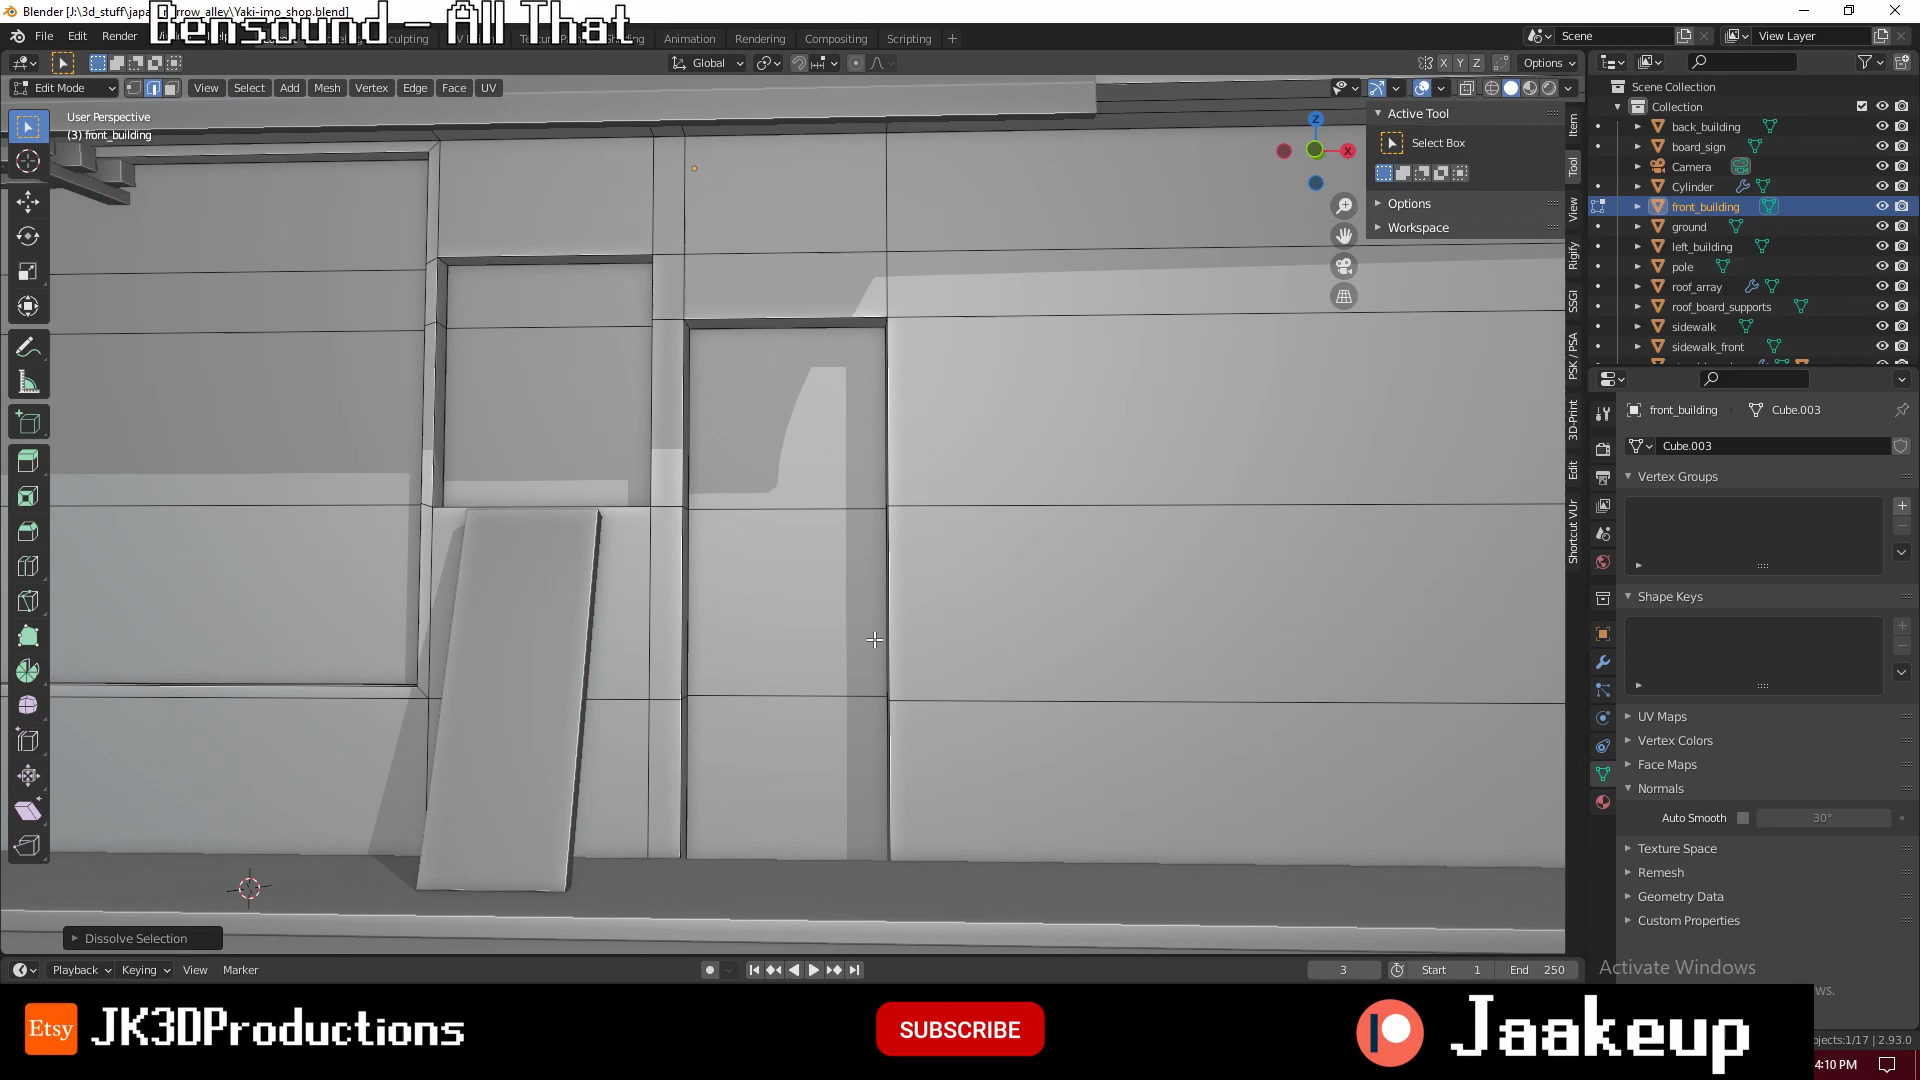 Blender [J:\3d_stuff\japa
rrow_alley\Yaki-imo_shop.blend]
Bensound - All That
File
Edit
Render
Animation
Rendering
Compositing
Scripting
Scene
View Layer
Global
X
Y
Z
Options
Edit Mode
View
Select
Add
Mesh
Vertex
Edge
Face
UV
User Perspective
(3) front_building
Z
X
Active Tool
Select Box
Options
Workspace
Item
Tool
View
Rigify
SSGI
PSK / PSA
3D-Print
Edit
Shortcut VUr
Scene Collection
Collection
back_building
board_sign
Camera
Cylinder
front_building
ground
left_building
pole
roof_array
roof_board_supports
sidewalk
sidewalk_front
front_building
Cube.003
Cube.003
Vertex Groups
Shape Keys
UV Maps
Vertex Colors
Face Maps
Normals
Auto Smooth
30°
Texture Space
Remesh
Geometry Data
Custom Properties
Dissolve Selection
Playback
Keying
View
Marker
3
Start
1
End
250
Activate Windows
ws.
Etsy
JK3DProductions
SUBSCRIBE
Jaakeup
bjects:1/17 | 2.93.0
4:10 PM